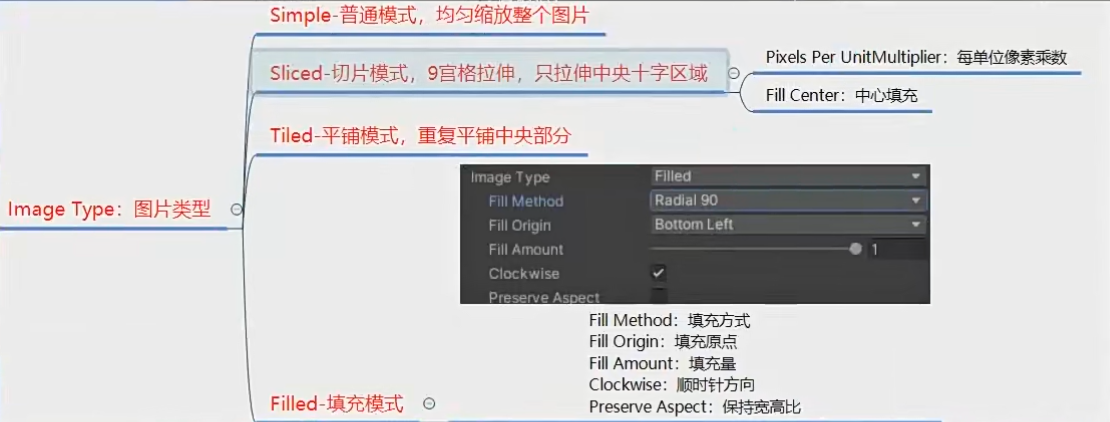 Simple-普通模式，均匀缩放整个图片
Sliced-切片模式，9宫格拉伸，只拉伸中央十字区域
Pixels Per UnitMultiplier：每单位像素乘数
Fill Center：中心填充
Tiled-平铺模式，重复平铺中央部分
Image Type：图片类型
Image Type Filled
Fill Method Radial 90
Fill Origin Bottom Left
Fill Amount 1
Clockwise
Preserve Aspect
Fill Method：填充方式
Fill Origin：填充原点
Fill Amount：填充量
Clockwise：顺时针方向
Preserve Aspect：保持宽高比
Filled-填充模式